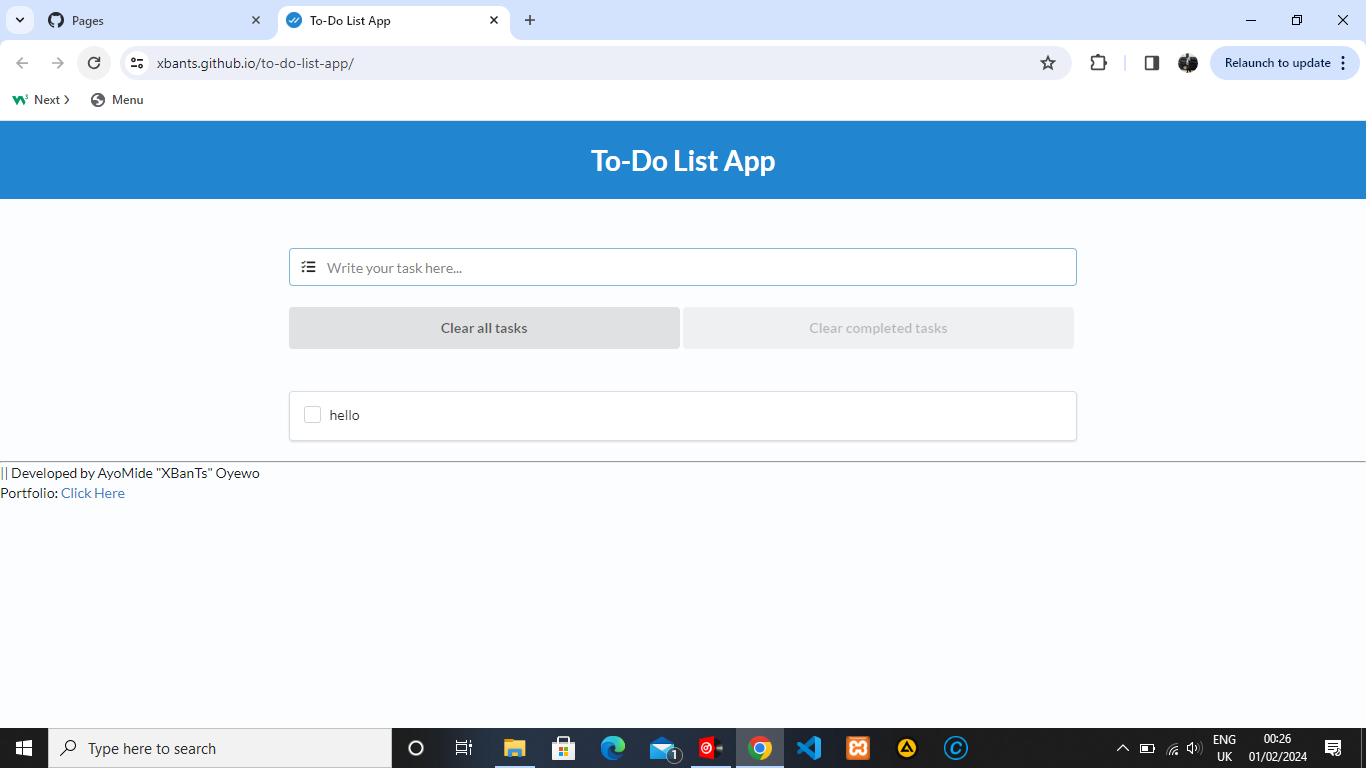 Pages
To-Do List App
xbants.github.io/to-do-list-app/
Relaunch to update
Next
Menu
To-Do List App
Write your task here...
Clear all tasks
Clear completed tasks
hello
|| Developed by AyoMide "XBanTs" Oyewo
Portfolio: Click Here
Type here to search
1
ENG
UK
00:26
01/02/2024